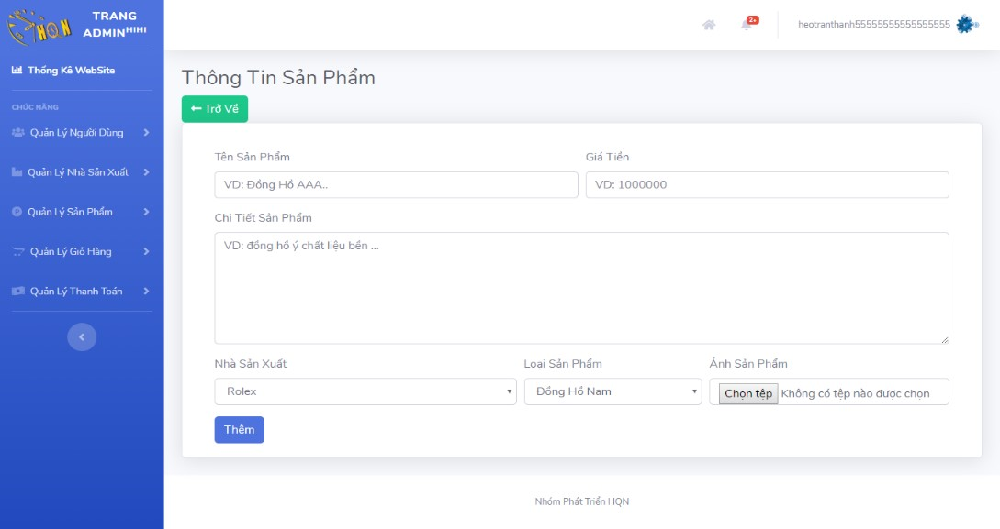 HQN
TRANG
ADMINHIHI
Thống Kê WebSite
CHỨC NĂNG
Quản Lý Người Dùng
Quản Lý Nhà Sản Xuất
Quản Lý Sản Phẩm
Quản Lý Giỏ Hàng
Quản Lý Thanh Toán
2+
heotranthanh55555555555555555
Thông Tin Sản Phẩm
Trở Về
Tên Sản Phẩm
Giá Tiền
VD: Đồng Hồ AAA..
VD: 1000000
Chi Tiết Sản Phẩm
VD: đồng hồ ý chất liệu bền ...
Nhà Sản Xuất
Loại Sản Phẩm
Ảnh Sản Phẩm
Rolex
Đồng Hồ Nam
Chọn tệp Không có tệp nào được chọn
Thêm
Nhóm Phát Triển HQN